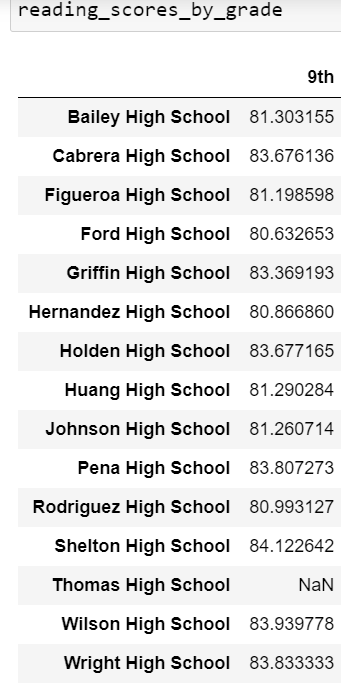 reading_scores_by_grade
9th
Bailey High School 81.303155
Cabrera High School 83.676136
Figueroa High School 81.198598
Ford High School 80.632653
Griffin High School 83.369193
Hernandez High School 80.866860
Holden High School 83.677165
Huang High School 81.290284
Johnson High School 81.260714
Pena High School 83.807273
Rodriguez High School 80.993127
Shelton High School 84.122642
Thomas High School NaN
Wilson High School 83.939778
Wright High School 83.833333